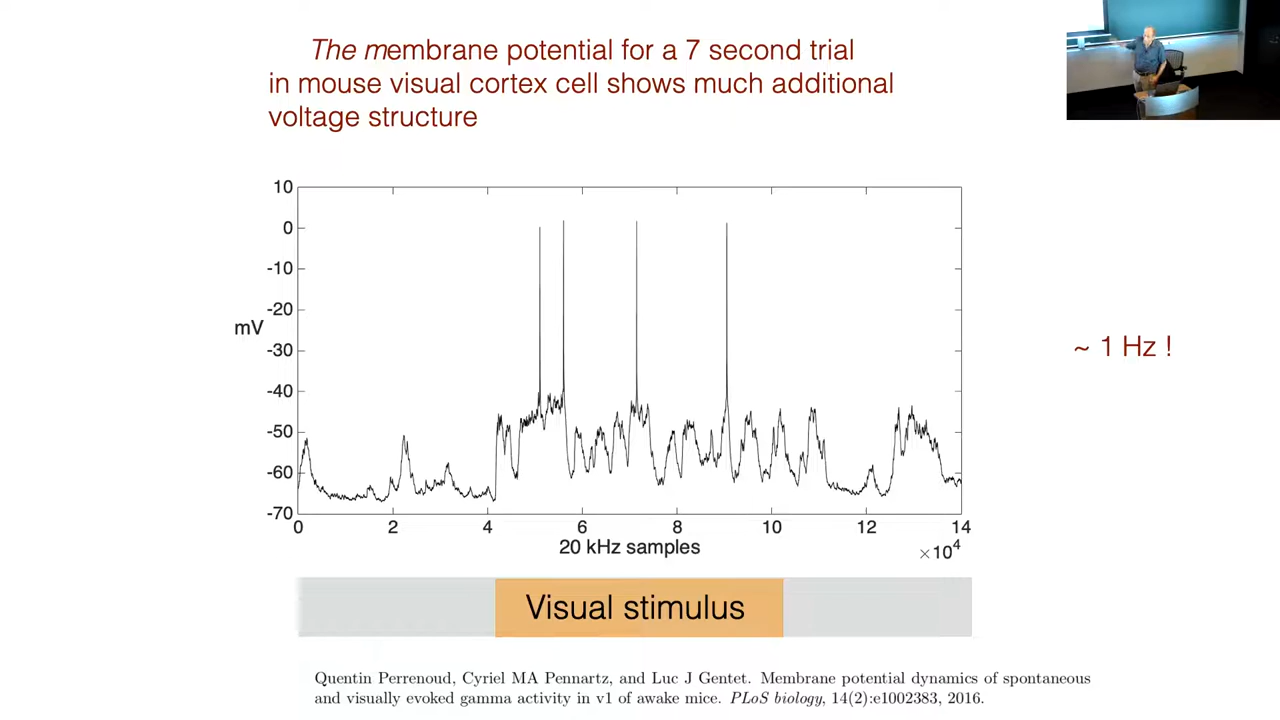 The membrane potential for a 7 second trial
in mouse visual cortex cell shows much additional
voltage structure
10
0
-10
-20
mV
-30
~ 1 Hz !
-40
-50
-60
-70
0 2 4 6 8 10 12 14
20 kHz samples
×10^4
Visual stimulus
Quentin Perrenoud, Cyriel MA Pennartz, and Luc J Gentet. Membrane potential dynamics of spontaneous
and visually evoked gamma activity in v1 of awake mice. PLoS biology, 14(2):e1002383, 2016.